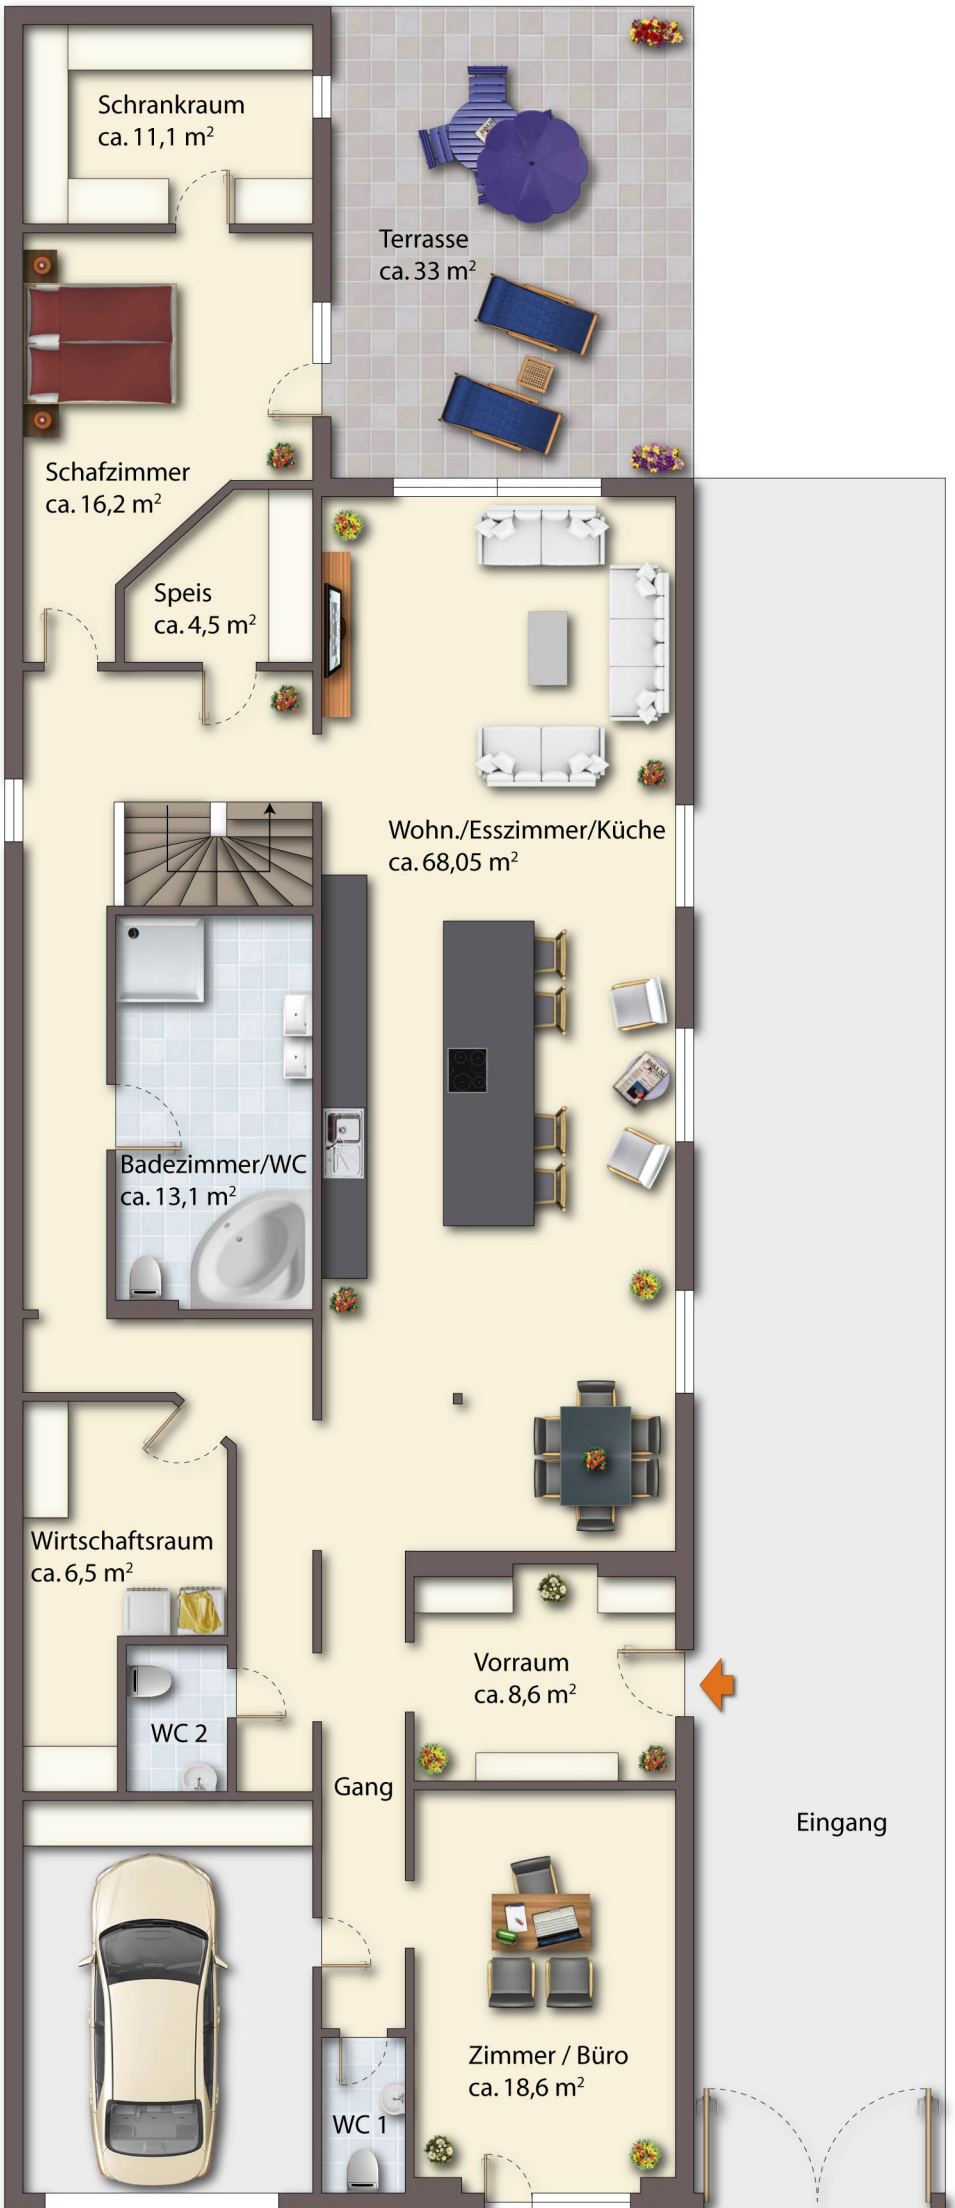 Schrankraum
ca. 11,1 m²
Terrasse
ca. 33 m²
Schafzimmer
ca. 16,2 m²
Speis
ca. 4,5 m²
Wohn./Esszimmer/Küche
ca. 68,05 m²
Badezimmer/WC
ca. 13,1 m²
Wirtschaftsraum
ca. 6,5 m²
Vorraum
ca. 8,6 m²
WC 2
Gang
Eingang
Zimmer / Büro
ca. 18,6 m²
WC 1